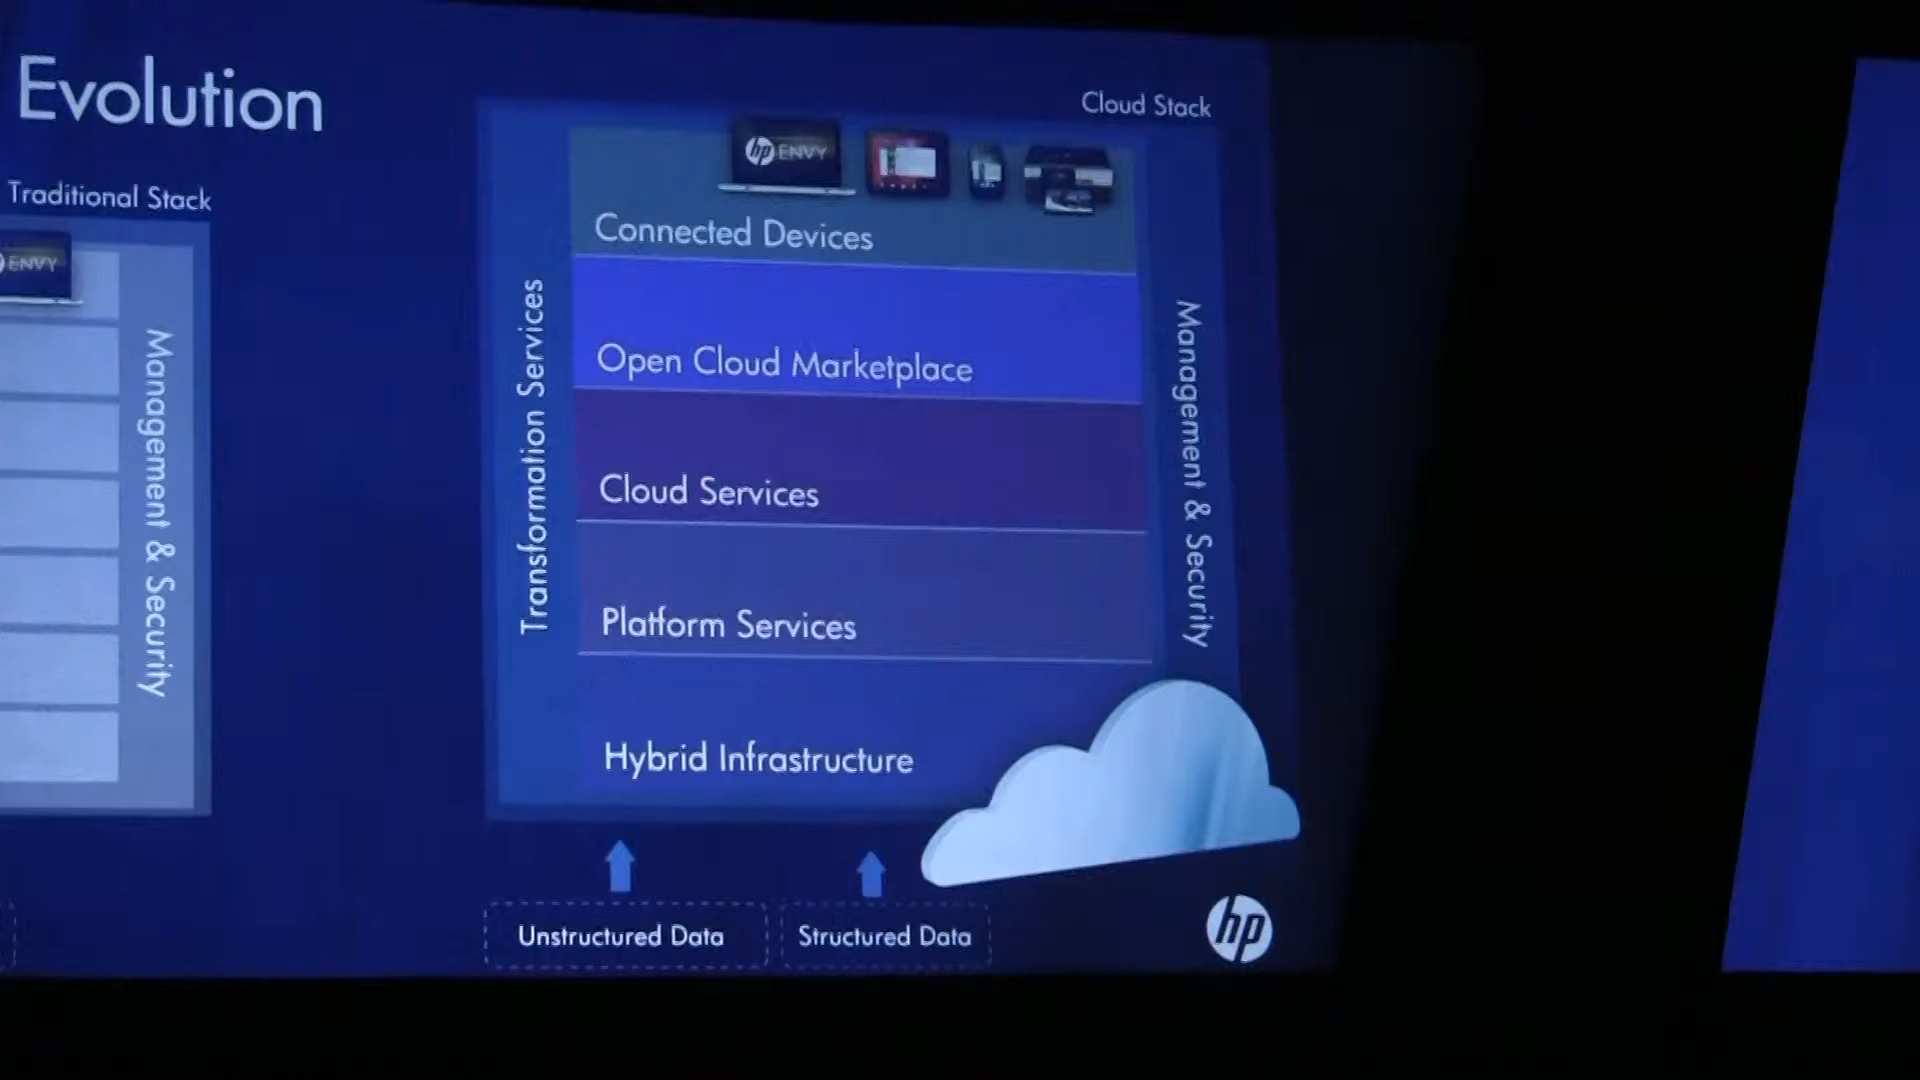 Evolution
Traditional Stack
ENVY
Management & Security
Cloud Stack
hp ENVY
Connected Devices
Open Cloud Marketplace
Cloud Services
Platform Services
Hybrid Infrastructure
Transformation Services
Management & Security
Unstructured Data
Structured Data
hp